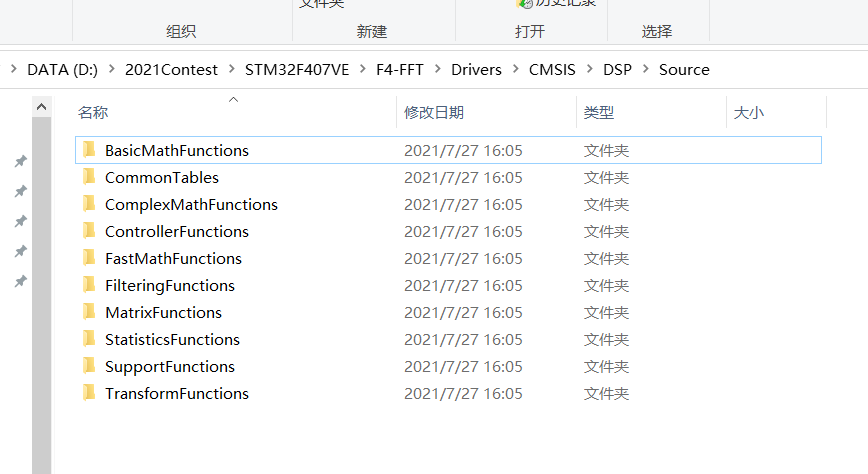 文件夹
历史记录
组织 新建 打开 选择
DATA (D:) > 2021Contest > STM32F407VE > F4-FFT > Drivers > CMSIS > DSP > Source
名称 修改日期 类型 大小
BasicMathFunctions 2021/7/27 16:05 文件夹
CommonTables 2021/7/27 16:05 文件夹
ComplexMathFunctions 2021/7/27 16:05 文件夹
ControllerFunctions 2021/7/27 16:05 文件夹
FastMathFunctions 2021/7/27 16:05 文件夹
FilteringFunctions 2021/7/27 16:05 文件夹
MatrixFunctions 2021/7/27 16:05 文件夹
StatisticsFunctions 2021/7/27 16:05 文件夹
SupportFunctions 2021/7/27 16:05 文件夹
TransformFunctions 2021/7/27 16:05 文件夹